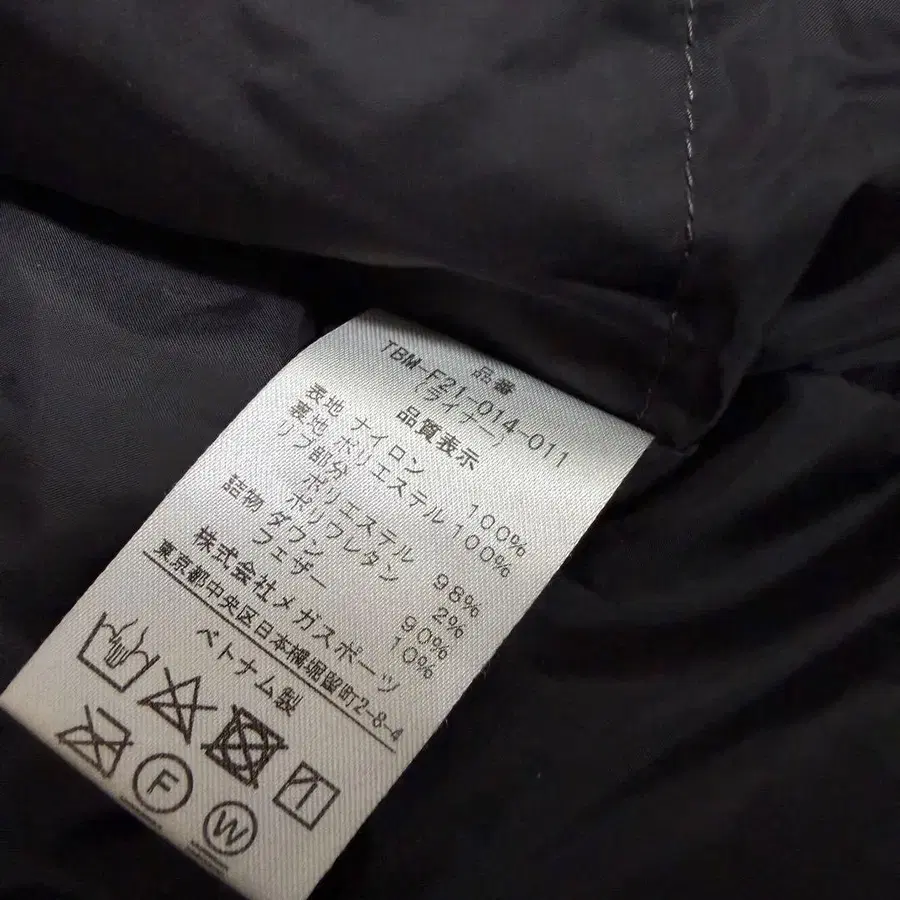 品番
TBM-F21-014-011
(ライナー)
品質表示
表地 ナイロン 100%
裏地 ポリエステル 100%
リブ部分
ポリエステル 98%
ポリウレタン 2%
詰物 ダウン 90%
フェザー 10%
株式会社メガスポーツ
東京都中央区日本橋堀留町2-8-4
ベトナム製
F
W